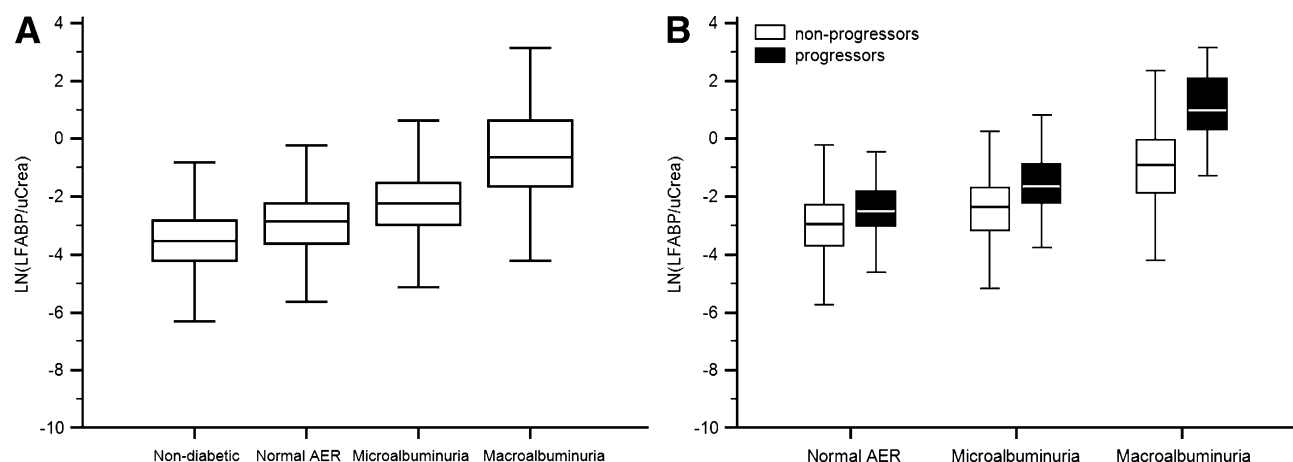 A
4
2
0
-2
-4
-6
-8
-10
LN(LFABP/uCrea)
Non-diabetic
Normal AER
Microalbuminuria
Macroalbuminuria
B
4
2
0
-2
-4
-6
-8
-10
LN(LFABP/uCrea)
non-progressors
progressors
Normal AER
Microalbuminuria
Macroalbuminuria